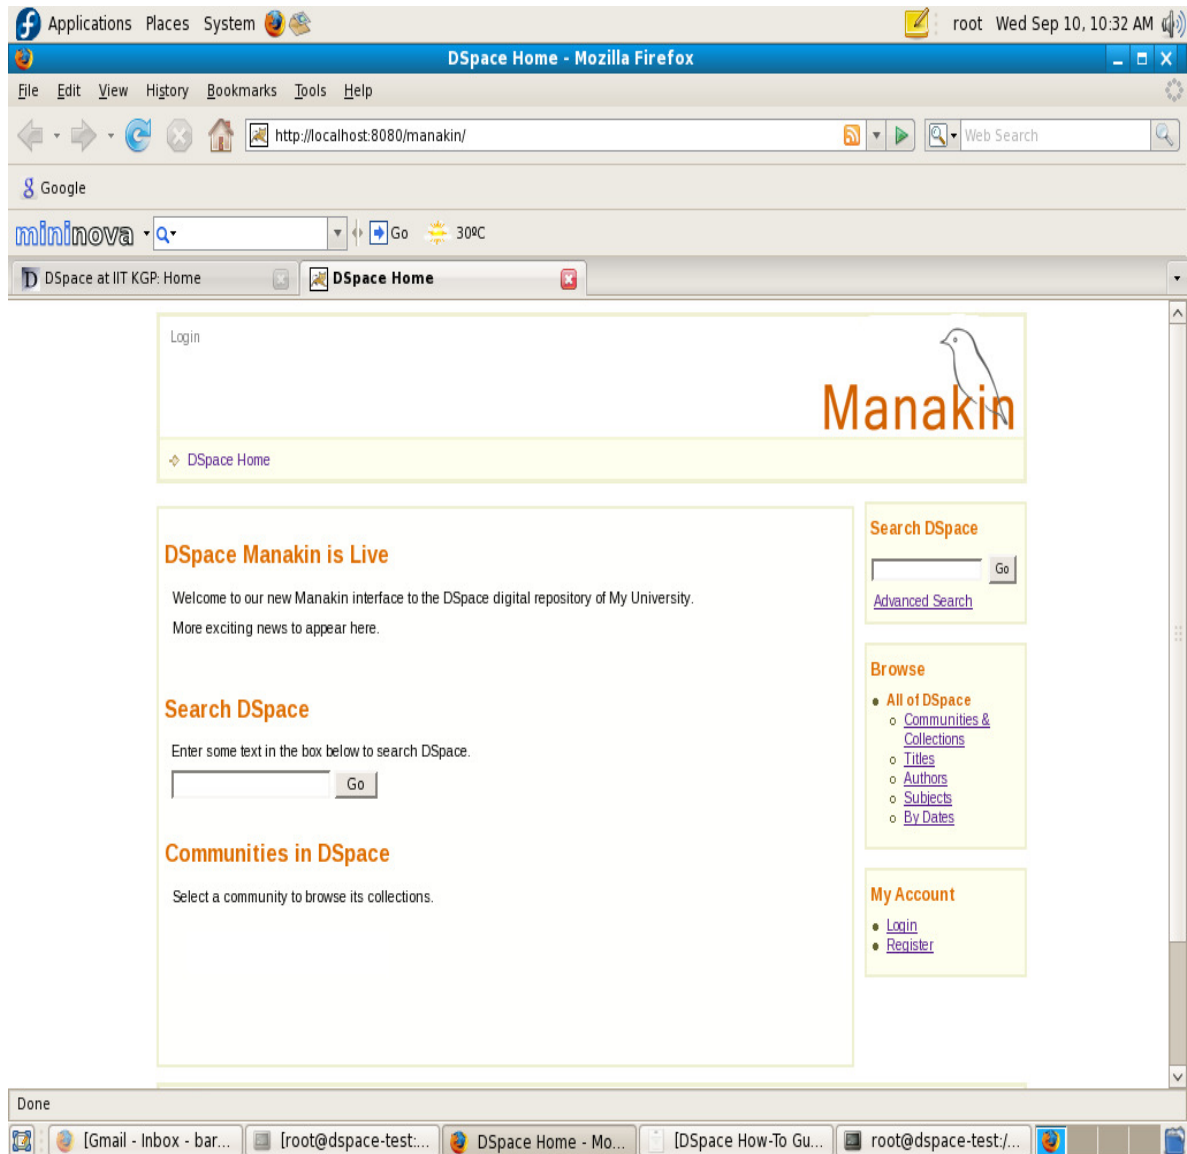 Applications Places System root Wed Sep 10, 10:32 AM
DSpace Home - Mozilla Firefox
File Edit View History Bookmarks Tools Help
http://localhost:8080/manakin/ Web Search
Google
mininova Go 30ºC
DSpace at IIT KGP: Home DSpace Home
Login
Manakin
DSpace Home
DSpace Manakin is Live
Welcome to our new Manakin interface to the DSpace digital repository of My University.
More exciting news to appear here.
Search DSpace
Enter some text in the box below to search DSpace.
Go
Communities in DSpace
Select a community to browse its collections.
Search DSpace
Go
Advanced Search
Browse
All of DSpace
Communities &
Collections
Titles
Authors
Subjects
By Dates
My Account
Login
Register
Done
[Gmail - Inbox - bar... [root@dspace-test:... DSpace Home - Mo... [DSpace How-To Gu... root@dspace-test:/...